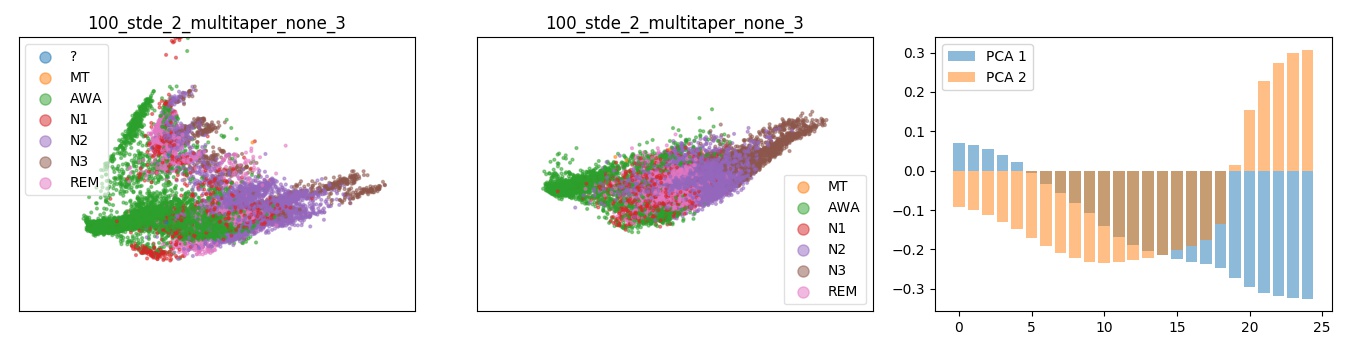 100_stde_2_multitaper_none_3
?
MT
AWA
N1
N2
N3
REM
100_stde_2_multitaper_none_3
MT
AWA
N1
N2
N3
REM
PCA 1
PCA 2
0.3
0.2
0.1
0.0
−0.1
−0.2
−0.3
0 5 10 15 20 25